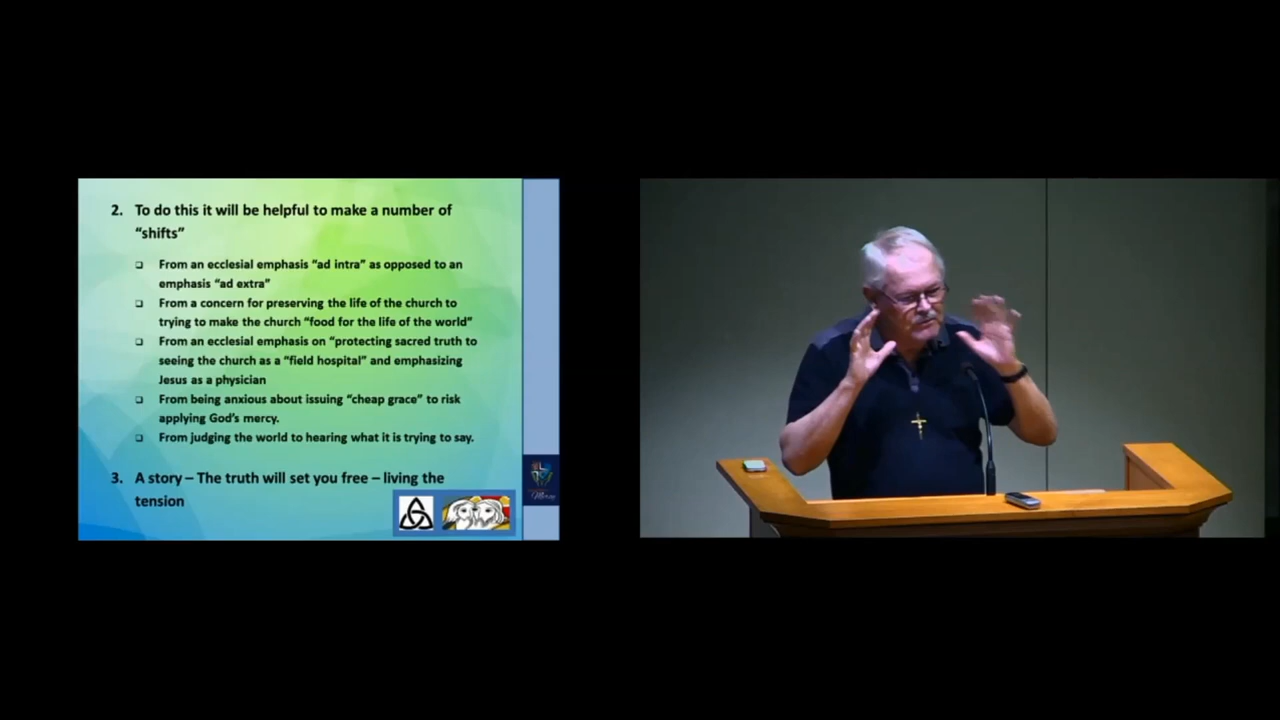 2. To do this it will be helpful to make a number of
“shifts”
❑ From an ecclesial emphasis “ad intra” as opposed to an
emphasis “ad extra”
❑ From a concern for preserving the life of the church to
trying to make the church “food for the life of the world”
❑ From an ecclesial emphasis on “protecting sacred truth to
seeing the church as a “field hospital” and emphasizing
Jesus as a physician
❑ From being anxious about issuing “cheap grace” to risk
applying God’s mercy.
❑ From judging the world to hearing what it is trying to say.
3. A story – The truth will set you free – living the
tension
Mercy